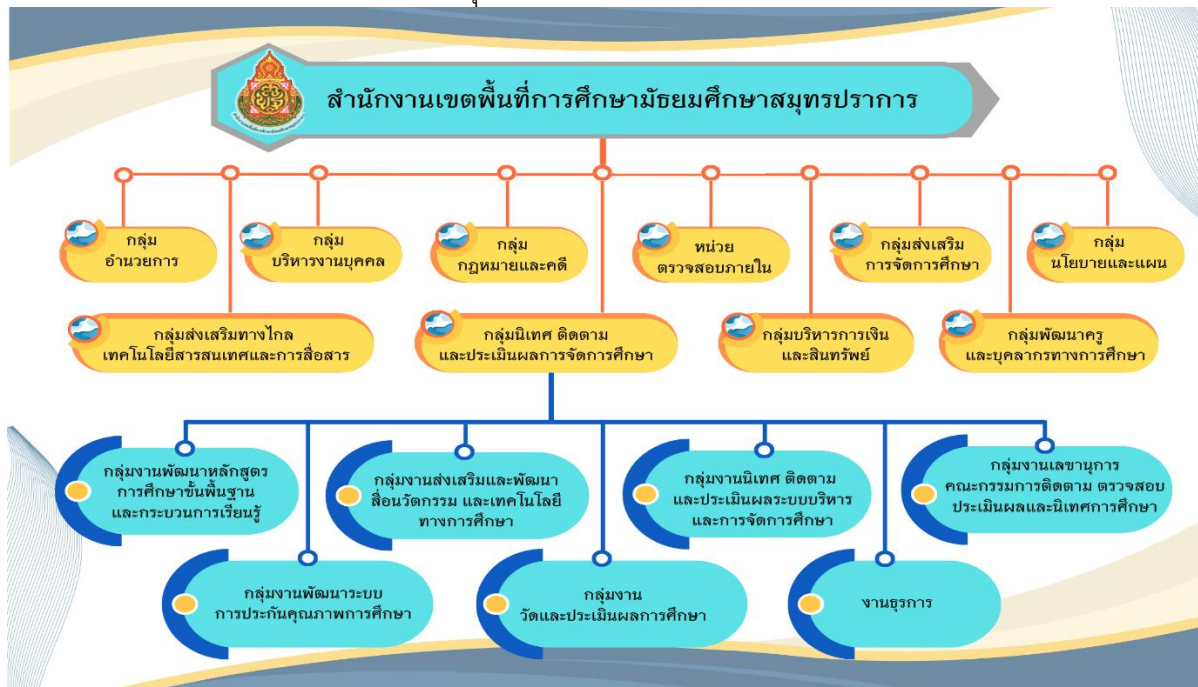 สำนักงานเขตพื้นที่การศึกษามัธยมศึกษาสมุทรปราการ
กลุ่ม
อำนวยการ
กลุ่ม
บริหารงานบุคคล
กลุ่ม
กฎหมายและคดี
หน่วย
ตรวจสอบภายใน
กลุ่มส่งเสริม
การจัดการศึกษา
กลุ่ม
นโยบายและแผน
กลุ่มส่งเสริมทางไกล
เทคโนโลยีสารสนเทศและการสื่อสาร
กลุ่มนิเทศ ติดตาม
และประเมินผลการจัดการศึกษา
กลุ่มบริหารการเงิน
และสินทรัพย์
กลุ่มพัฒนาครู
และบุคลากรทางการศึกษา
กลุ่มงานพัฒนาหลักสูตร
การศึกษาขั้นพื้นฐาน
และกระบวนการเรียนรู้
กลุ่มงานส่งเสริมและพัฒนา
สื่อนวัตกรรม และเทคโนโลยี
ทางการศึกษา
กลุ่มงานนิเทศ ติดตาม
และประเมินผลระบบบริหาร
และการจัดการศึกษา
กลุ่มงานเลขานุการ
คณะกรรมการติดตาม ตรวจสอบ
ประเมินผลและนิเทศการศึกษา
กลุ่มงานพัฒนาระบบ
การประกันคุณภาพการศึกษา
กลุ่มงาน
วัดและประเมินผลการศึกษา
งานธุรการ